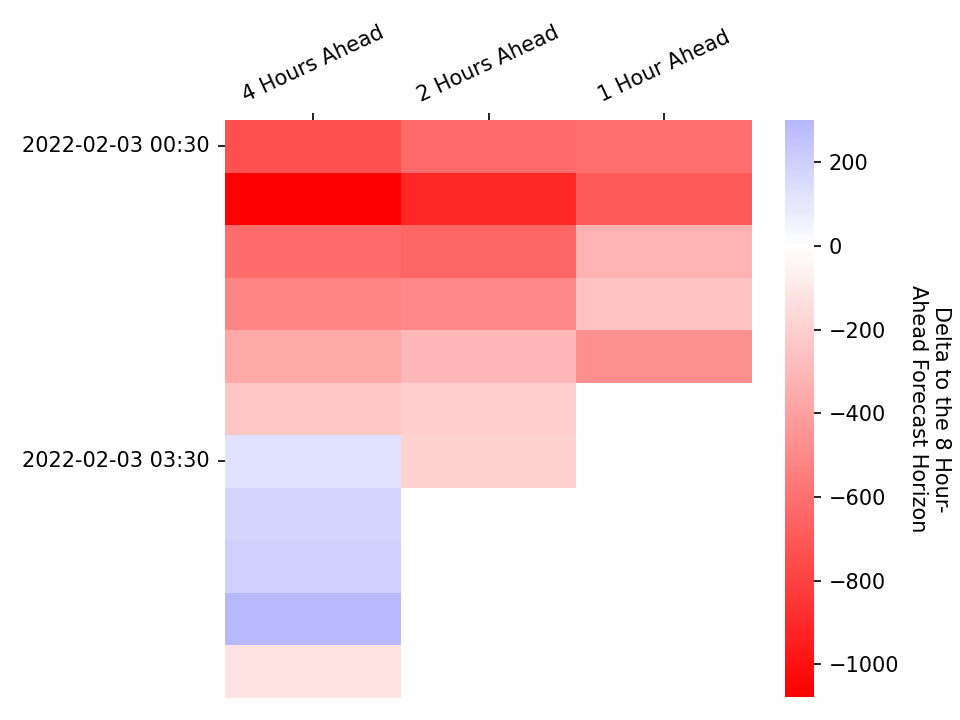 4 Hours Ahead
2 Hours Ahead
1 Hour Ahead
2022-02-03 00:30
2022-02-03 03:30
200
0
−200
−400
−600
−800
−1000
Delta to the 8 Hour-
Ahead Forecast Horizon